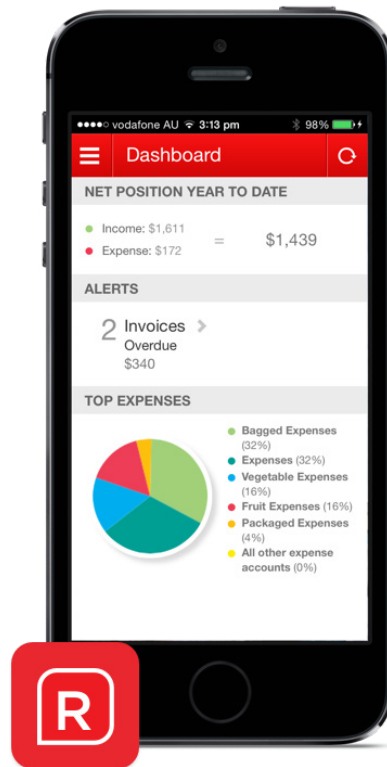 vodafone AU 3:13 pm 98%
Dashboard
NET POSITION YEAR TO DATE
Income: $1,611
Expense: $172
= $1,439
ALERTS
2 Invoices
Overdue
$340
TOP EXPENSES
Bagged Expenses
(32%)
Expenses (32%)
Vegetable Expenses
(16%)
Fruit Expenses (16%)
Packaged Expenses
(4%)
All other expense
accounts (0%)
R